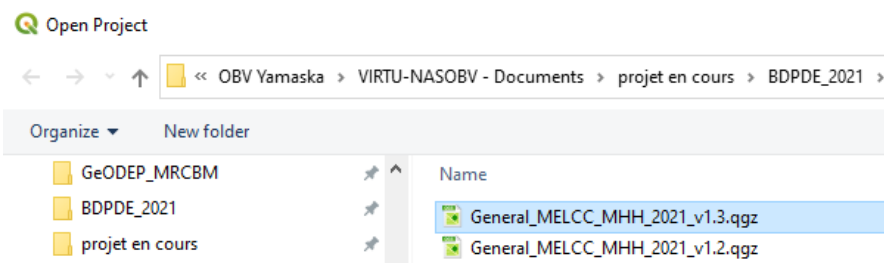 Open Project
« OBV Yamaska › VIRTU-NASOBV - Documents › projet en cours › BDPDE_2021 ›
Organize New folder
GeODEP_MRCBM
BDPDE_2021
projet en cours
Name
General_MELCC_MHH_2021_v1.3.qgz
General_MELCC_MHH_2021_v1.2.qgz